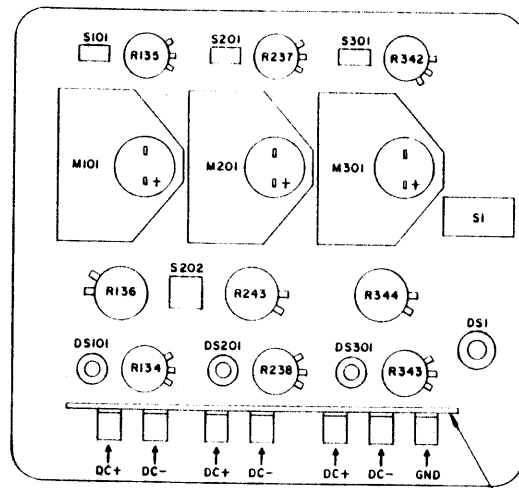 S101 R135 S201 R237 S301 R342
M101 M201 M301
- - -
+ + +
S1
S202
R136 R243 R344
DS1
DS101 R134 DS201 R238 DS301 R343
DC+ DC- DC+ DC- DC+ DC- GND